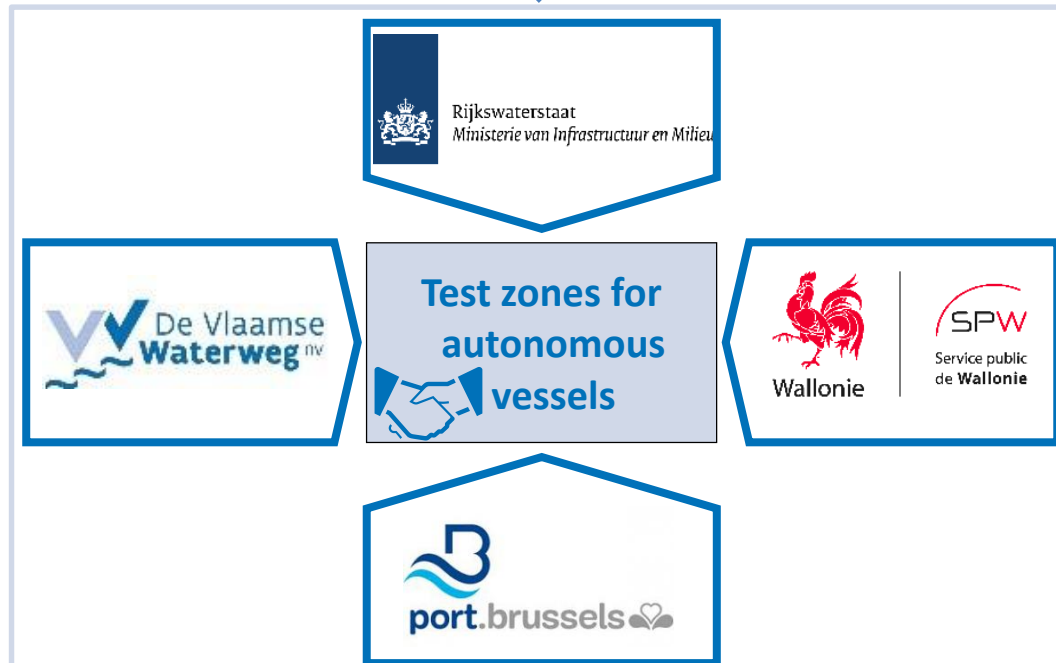 Rijkswaterstaat
Ministerie van Infrastructuur en Milieu
De Vlaamse
Waterweg nv
Test zones for
autonomous
vessels
Wallonie
SPW
Service public
de Wallonie
port.brussels